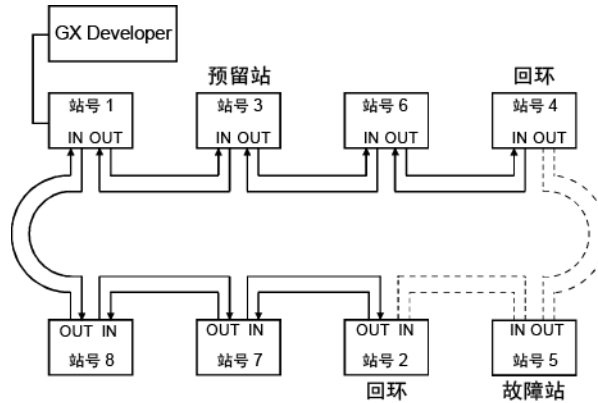 GX Developer
预留站
回环
站号 1
站号 3
站号 6
站号 4
IN OUT
IN OUT
IN OUT
IN OUT
OUT IN
OUT IN
OUT IN
IN OUT
站号 8
站号 7
站号 2
站号 5
回环
故障站